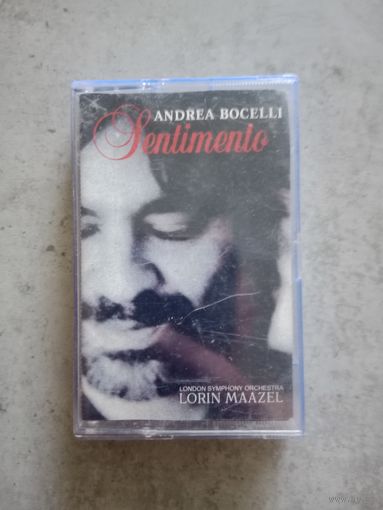 ANDREA BOCELLI
Sentimento
LONDON SYMPHONY ORCHESTRA
LORIN MAAZEL